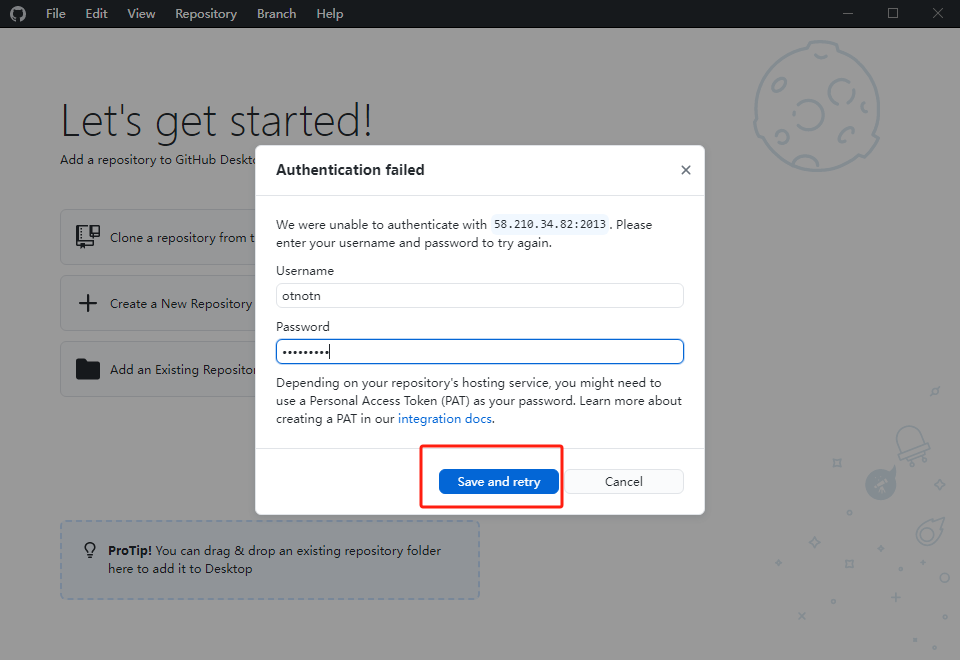 File Edit View Repository Branch Help
Let's get started!
Add a repository to GitHub Deskto
Clone a repository from t
Create a New Repository
Add an Existing Reposito
Authentication failed
We were unable to authenticate with 58.210.34.82:2013. Please
enter your username and password to try again.
Username
otnotn
Password
•••••••••
Depending on your repository's hosting service, you might need to
use a Personal Access Token (PAT) as your password. Learn more about
creating a PAT in our integration docs.
Save and retry Cancel
ProTip! You can drag & drop an existing repository folder
here to add it to Desktop